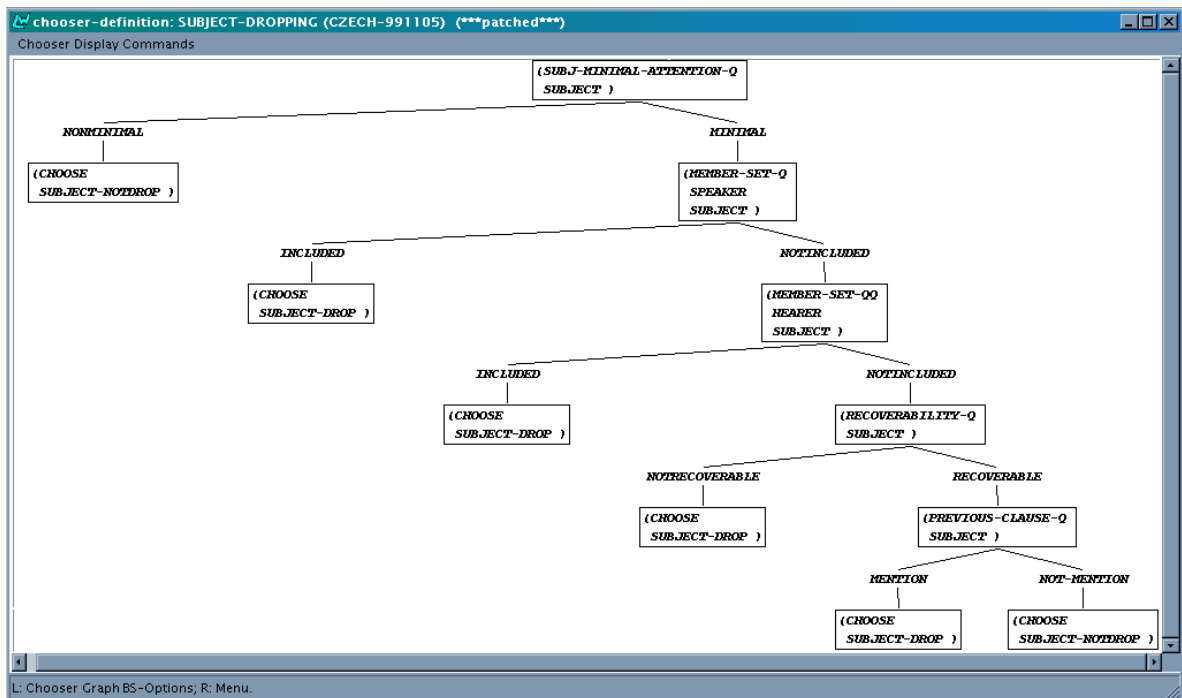 chooser-definition: SUBJECT-DROPPING (CZECH-991105) (***patched***)
Chooser Display Commands
(SUBJ-MINIMAL-ATTENTION-Q
SUBJECT )
NONMINIMAL
MINIMAL
(CHOOSE
SUBJECT-NOTDROP )
(MEMBER-SET-Q
SPEAKER
SUBJECT )
INCLUDED
NOTINCLUDED
(CHOOSE
SUBJECT-DROP )
(MEMBER-SET-QQ
HEARER
SUBJECT )
INCLUDED
NOTINCLUDED
(CHOOSE
SUBJECT-DROP )
(RECOVERABILITY-Q
SUBJECT )
NOTRECOVERABLE
RECOVERABLE
(CHOOSE
SUBJECT-DROP )
(PREVIOUS-CLAUSE-Q
SUBJECT )
MENTION
NOT-MENTION
(CHOOSE
SUBJECT-DROP )
(CHOOSE
SUBJECT-NOTDROP )
L: Chooser Graph BS-Options; R: Menu.